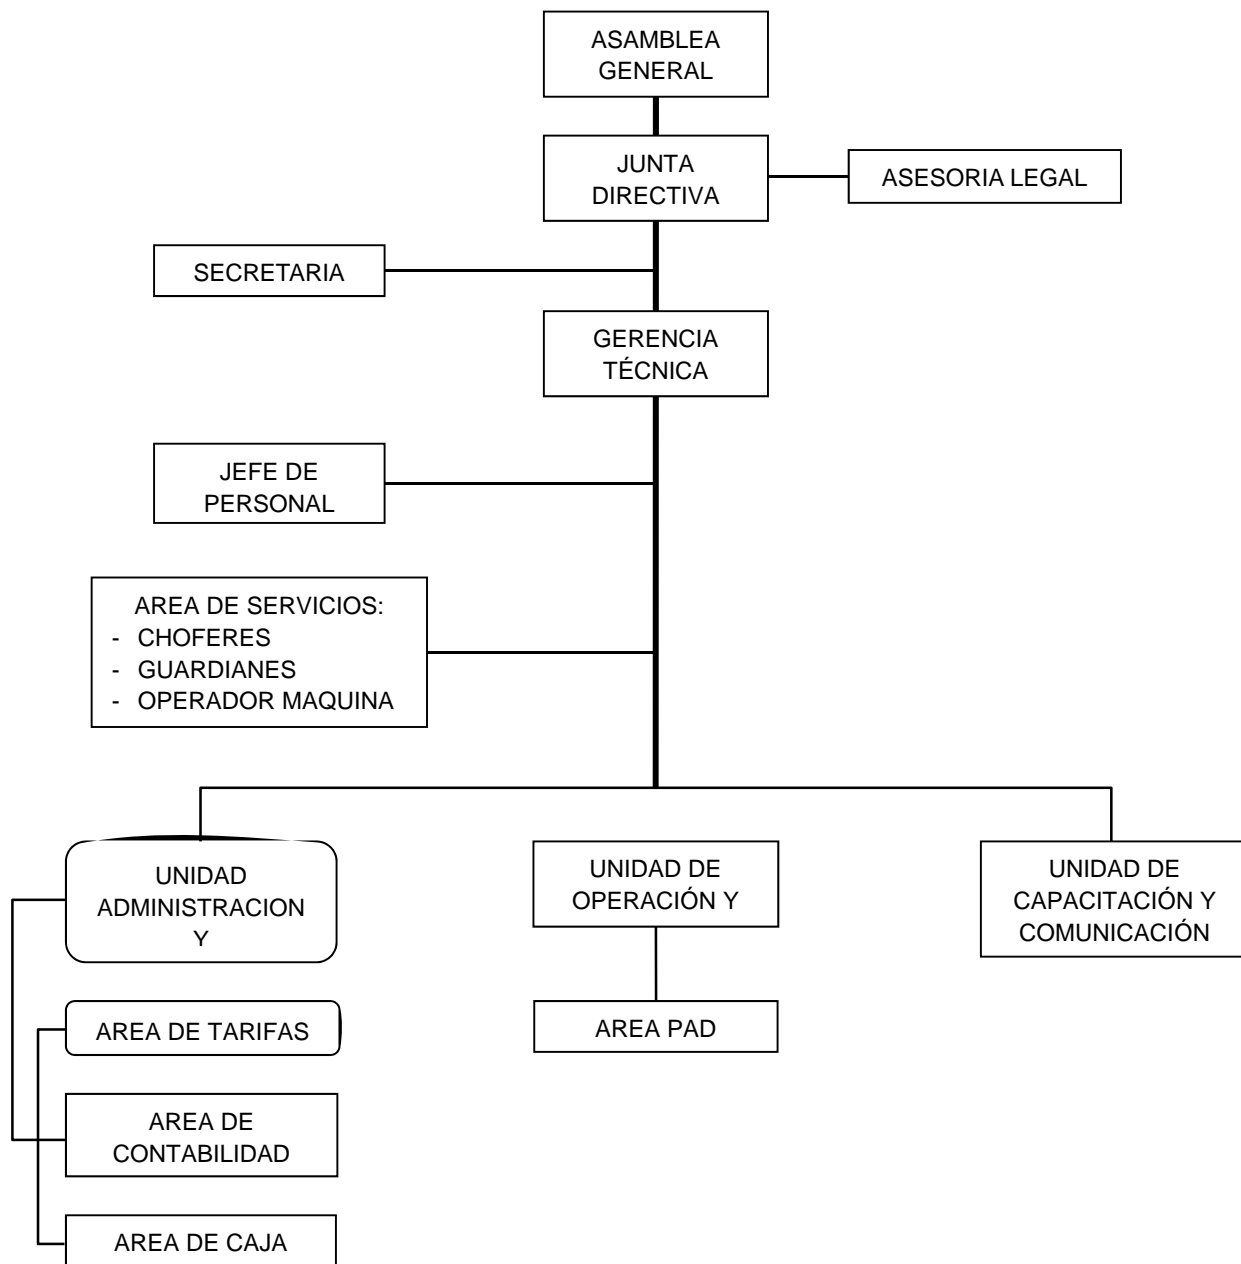 ASAMBLEA
GENERAL
JUNTA
DIRECTIVA
ASESORIA LEGAL
SECRETARIA
GERENCIA
TÉCNICA
JEFE DE
PERSONAL
AREA DE SERVICIOS:
- CHOFERES
- GUARDIANES
- OPERADOR MAQUINA
UNIDAD
ADMINISTRACION
Y
UNIDAD DE
OPERACIÓN Y
UNIDAD DE
CAPACITACIÓN Y
COMUNICACIÓN
AREA DE TARIFAS
AREA PAD
AREA DE
CONTABILIDAD
AREA DE CAJA